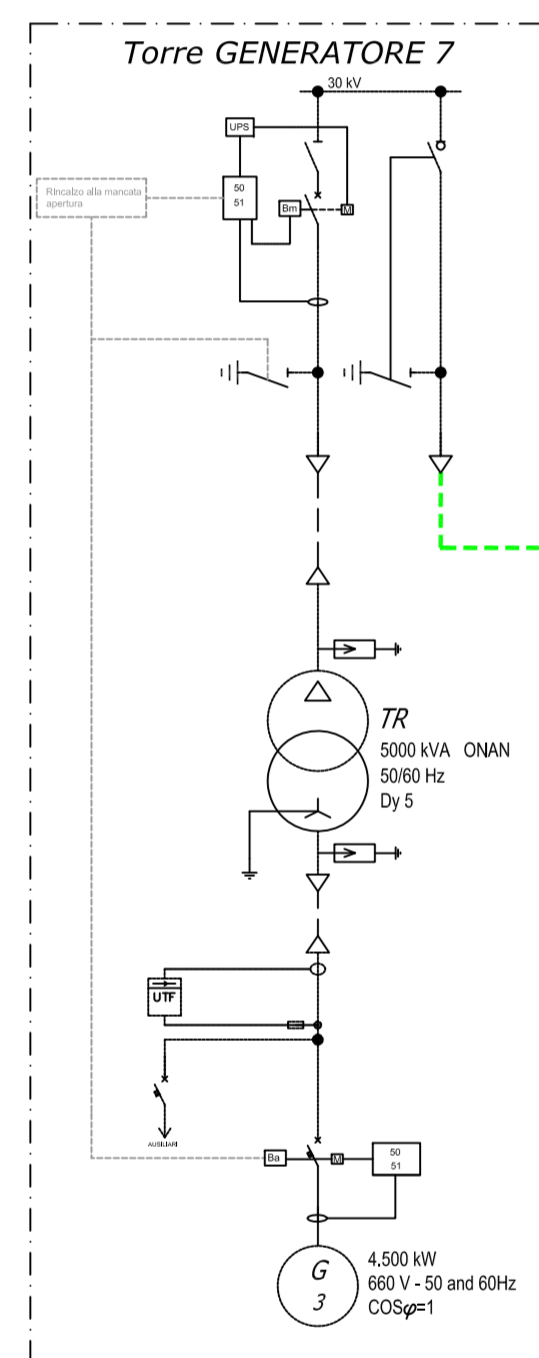 Torre GENERATORE 7
30 kV
UPS
Rincalzo alla mancata
apertura
50
51
Bm
M
TR
5000 kVA ONAN
50/60 Hz
Dy 5
UTF
AUSILIARI
Ba
M
50
51
G
3
4.500 kW
660 V - 50 and 60Hz
COSφ=1